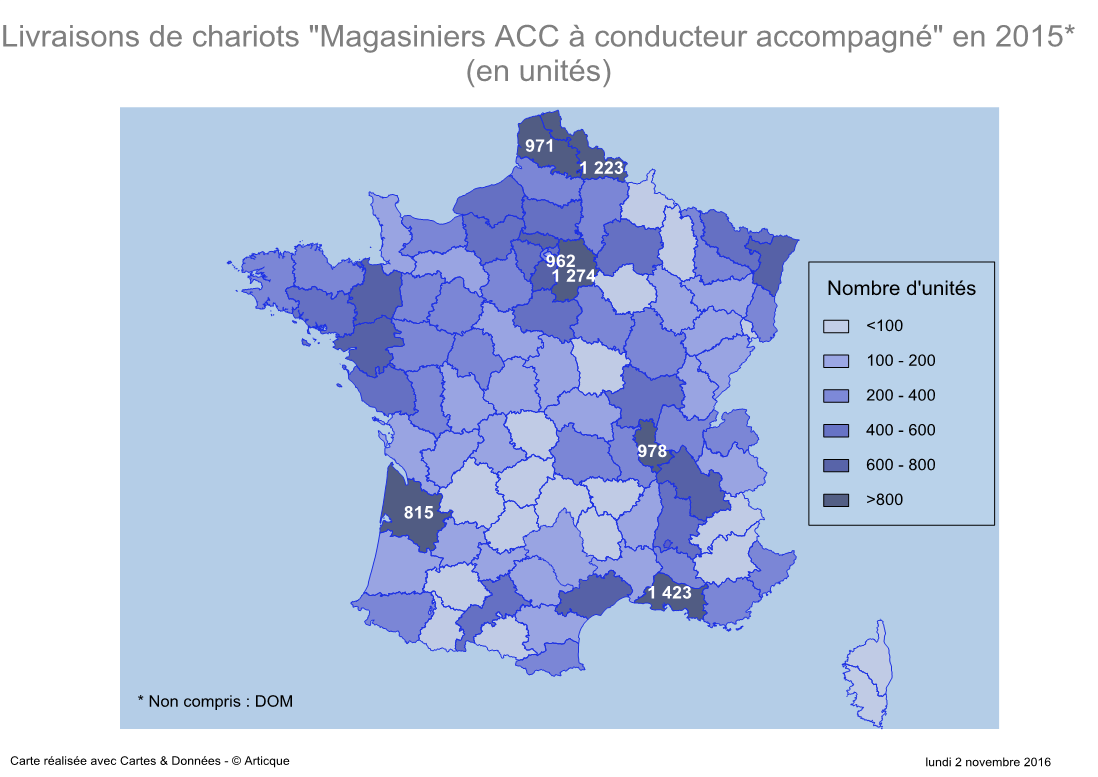 Livraisons de chariots "Magasiniers ACC à conducteur accompagné" en 2015*
(en unités)
971
1 223
962
1 274
Nombre d'unités
<100
100 - 200
200 - 400
400 - 600
600 - 800
>800
978
815
1 423
* Non compris : DOM
Carte réalisée avec Cartes & Données - © Articque
lundi 2 novembre 2016